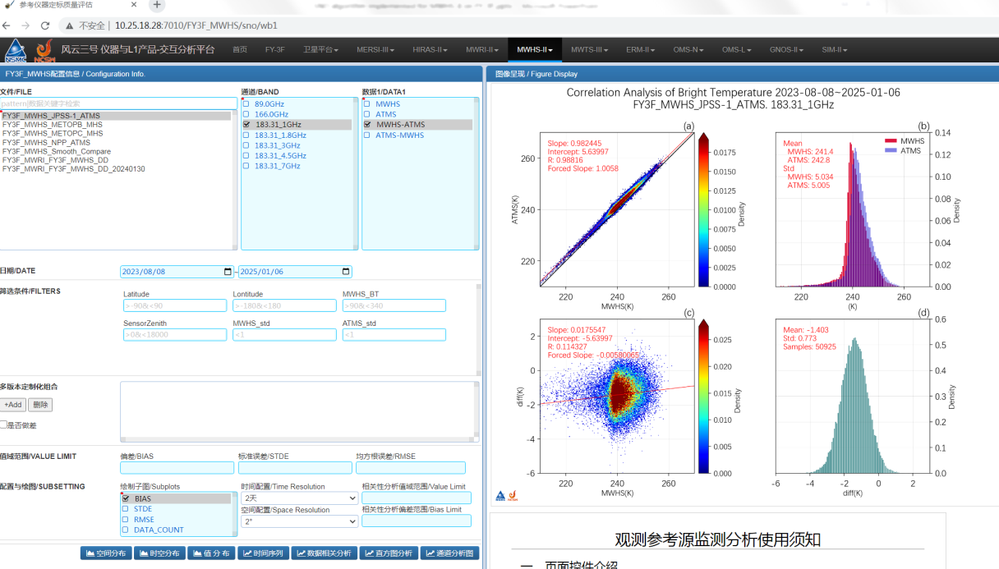 参考仪器定标质量评估
不安全 | 10.25.18.28:7010/FY3F_MWHS/sno/wb1
NSMC NCSM 风云三号 仪器与L1产品-交互分析平台 首页 FY-3F 卫星平台 MERSI-III HIRAS-II MWRI-II MWHS-II MWTS-III ERM-II OMS-N OMS-L GNOS-II SIM-II
FY3F_MWHS配置信息 / Configuration Info.
文件/FILE 通道/BAND 数据1/DATA1
pattern|数据关键字检索
FY3F_MWHS_JPSS-1_ATMS
FY3F_MWHS_METOPB_MHS
FY3F_MWHS_METOPC_MHS
FY3F_MWHS_NPP_ATMS
FY3F_MWHS_Smooth_Compare
FY3F_MWRI_FY3F_MWHS_DD
FY3F_MWRI_FY3F_MWHS_DD_20240130
89.0GHz
166.0GHz
183.31_1GHz
183.31_1.8GHz
183.31_3GHz
183.31_4.5GHz
183.31_7GHz
MWHS
ATMS
MWHS-ATMS
ATMS-MWHS
日期/DATE 2023/08/08 - 2025/01/06
筛选条件/FILTERS
Latitude Lontitude MWHS_BT
>-90&<90 >-180&<180 >90&<340
SensorZenith MWHS_std ATMS_std
>0&<18000 <1 <1
多版本定制化组合
+Add 删除
是否做差
值域范围/VALUE LIMIT 偏差/BIAS 标准误差/STDE 均方根误差/RMSE
配置与绘图/SUBSETTING 绘制子图/Subplots 时间配置/Time Resolution 相关性分析值域范围/Value Limit
BIAS
STDE
RMSE
DATA_COUNT
2天
空间配置/Space Resolution 相关性分析偏差范围/Bias Limit
2°
空间分布 时空分布 值 分 布 时间序列 数据相关分析 直方图分析 通道分析图
图像呈现 / Figure Display
Correlation Analysis of Bright Temperature 2023-08-08~2025-01-06
FY3F_MWHS_JPSS-1_ATMS. 183.31_1GHz
(a)
Slope: 0.982445
Intercept: 5.63997
R: 0.98816
Forced Slope: 1.0058
260
240
220
ATMS(K)
220 240 260
MWHS(K)
0.0175
0.0150
0.0125
0.0100
0.0075
0.0050
0.0025
0.0000
Density
(b)
Mean
MWHS: 241.4
ATMS: 242.8
Std
MWHS: 5.034
ATMS: 5.005
MWHS
ATMS
0.14
0.12
0.10
0.08
0.06
0.04
0.02
0.00
Density
220 240 260
(K)
(c)
Slope: 0.0175547
Intercept: -5.63997
R: 0.114327
Forced Slope: -0.00580065
2
0
-2
-4
-6
diff(K)
220 240 260
MWHS(K)
0.025
0.020
0.015
0.010
0.005
0.000
Density
(d)
Mean: -1.403
Std: 0.773
Samples: 50925
0.6
0.5
0.4
0.3
0.2
0.1
0.0
Density
-6 -4 -2 0 2
diff(K)
NSMC NCSM
观测参考源监测分析使用须知
一 页面控件介绍